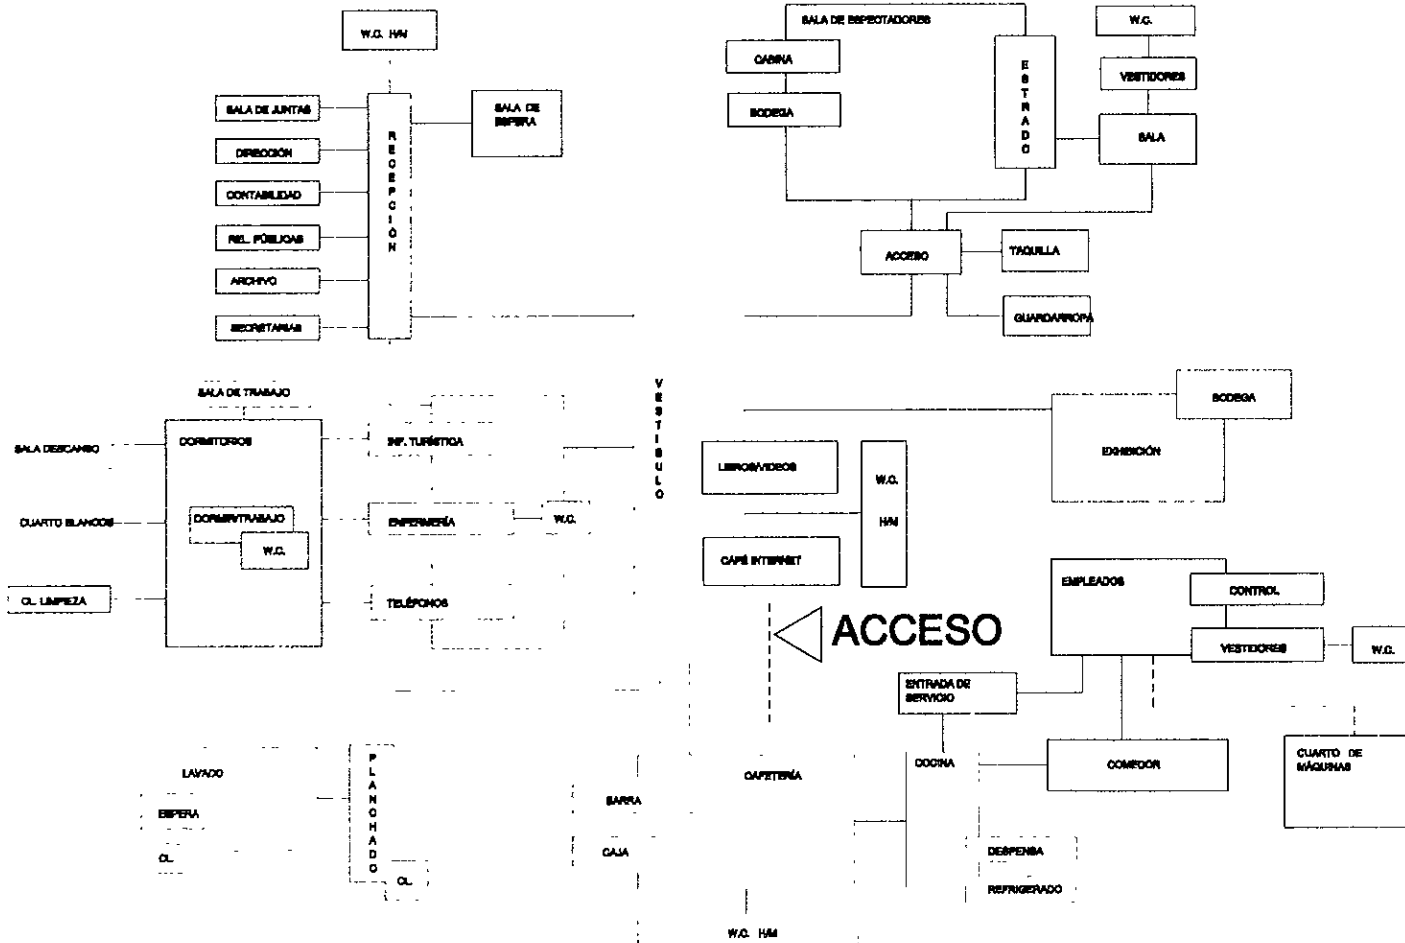 W.C. H/M
SALA DE JUNTAS
DIRECCIÓN
CONTABILIDAD
REL. PÚBLICAS
ARCHIVO
SECRETARIAS
RECEPCIÓN
SALA DE
ESPERA
SALA DE ESPECTADORES
CABINA
BODEGA
ESTRADO
W.C.
VESTIDORES
SALA
ACCESO
TAQUILLA
GUARDARROPA
SALA DE TRABAJO
SALA DESCANSO
DORMITORIOS
CUARTO BLANCOS
DORMIR/TRABAJO
W.C.
CL. LIMPIEZA
INF. TURÍSTICA
ENFERMERÍA
W.C.
TELÉFONOS
VESTIBULO
LIBROS/VIDEOS
W.C.
H/M
CAFÉ INTERNET
BODEGA
EXHIBICIÓN
ACCESO
EMPLEADOS
CONTROL
VESTIDORES
W.C.
ENTRADA DE
SERVICIO
LAVADO
ESPERA
CL.
PLANCHADO
CL.
BARRA
CAJA
CAFETERÍA
W.C. H/M
COCINA
COMEDOR
DESPENSA
REFRIGERADO
CUARTO DE
MÁQUINAS